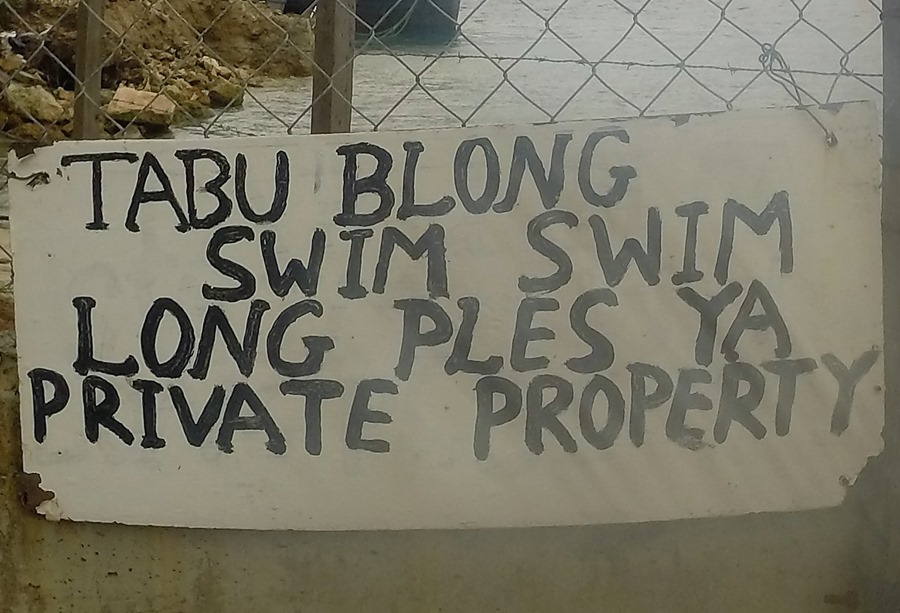 TABU BLONG
SWIM SWIM
LONG PLES YA
PRIVATE PROPERTY